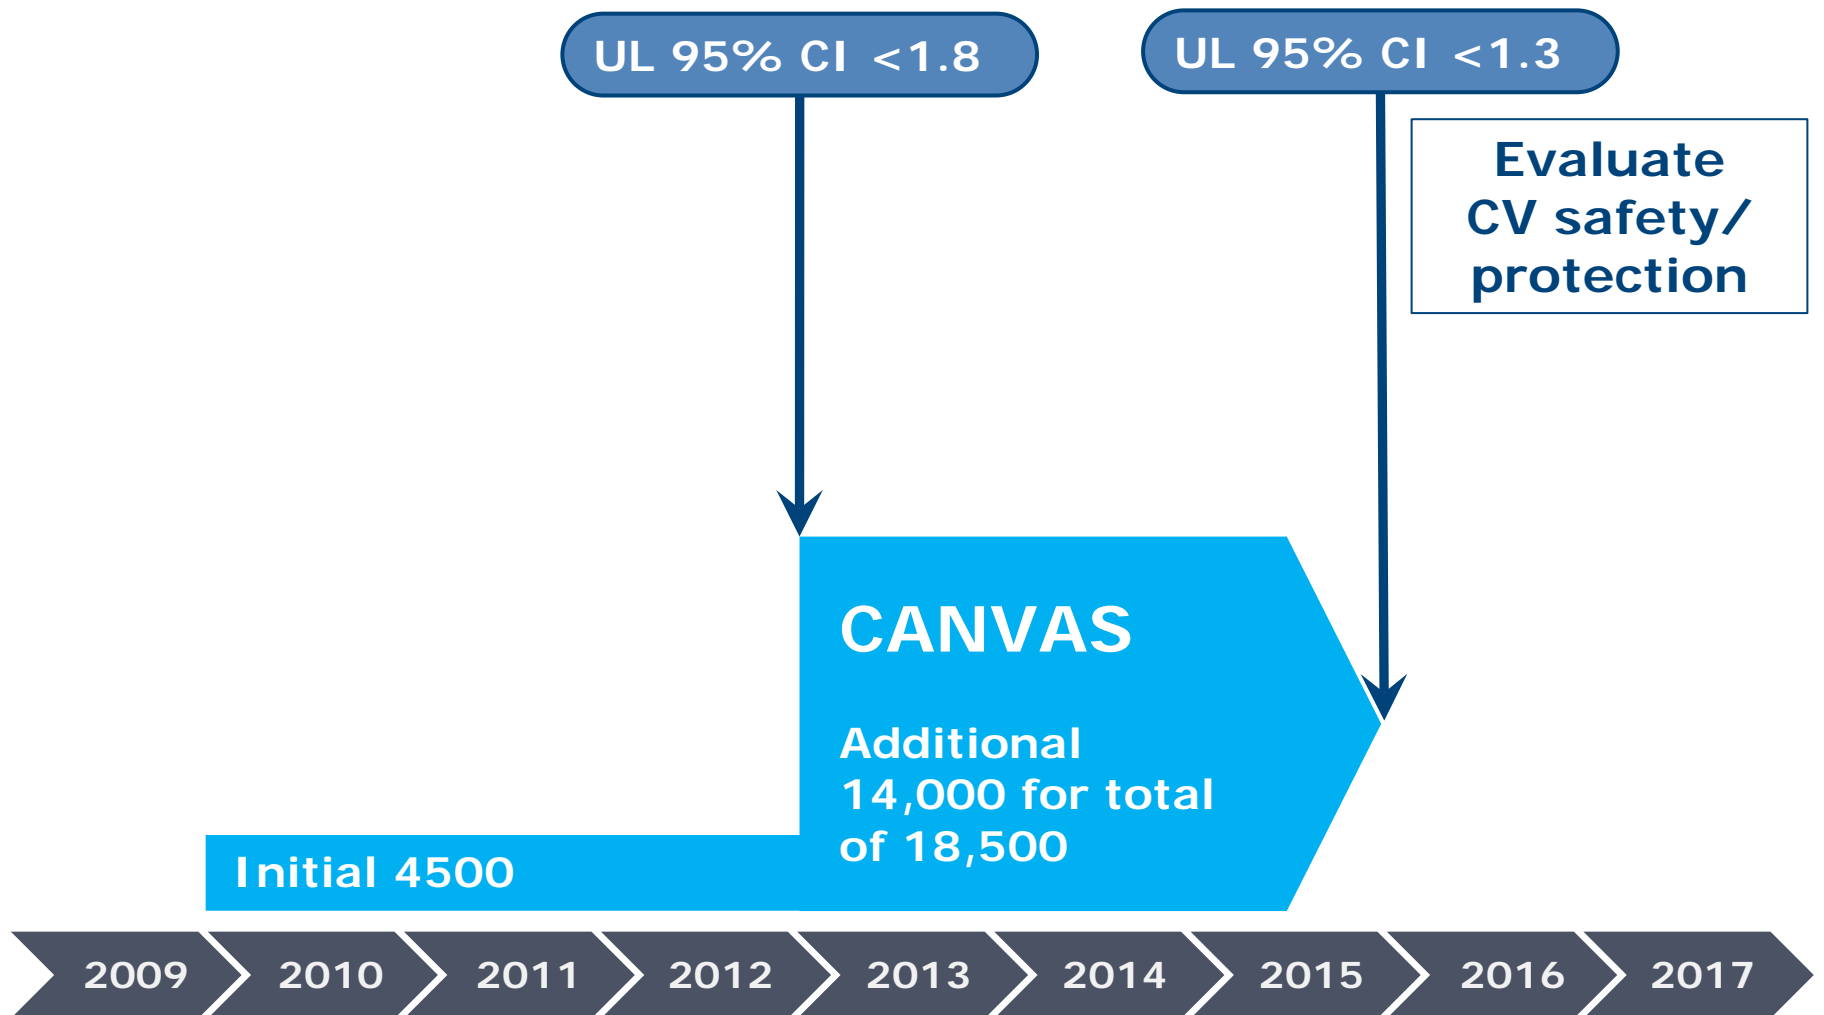 UL 95% CI <1.8
UL 95% CI <1.3
Evaluate
CV safety/
protection
CANVAS
Additional
14,000 for total
of 18,500
Initial 4500
2009
2010
2011
2012
2013
2014
2015
2016
2017